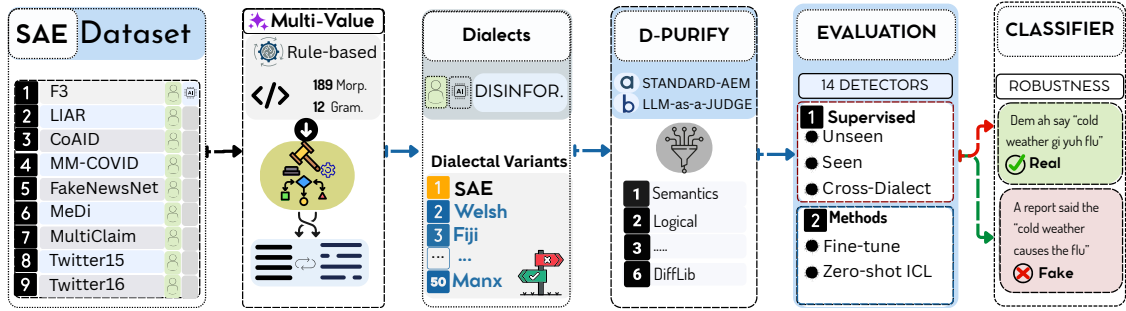 SAE Dataset
1 F3
AI
2 LIAR
3 CoAID
4 MM-COVID
5 FakeNewsNet
6 MeDi
7 MultiClaim
8 Twitter15
9 Twitter16
Multi-Value
Rule-based
</> 189 Morp.
12 Gram.
Dialects
AI DISINFOR.
Dialectal Variants
1 SAE
2 Welsh
3 Fiji
... ...
50 Manx
D-PURIFY
a STANDARD-AEM
b LLM-as-a-JUDGE
1 Semantics
2 Logical
3 .....
6 DiffLib
EVALUATION
14 DETECTORS
1 Supervised
Unseen
Seen
Cross-Dialect
2 Methods
Fine-tune
Zero-shot ICL
CLASSIFIER
ROBUSTNESS
Dem ah say “cold
weather gi yuh flu”
Real
A report said the
“cold weather
causes the flu”
Fake